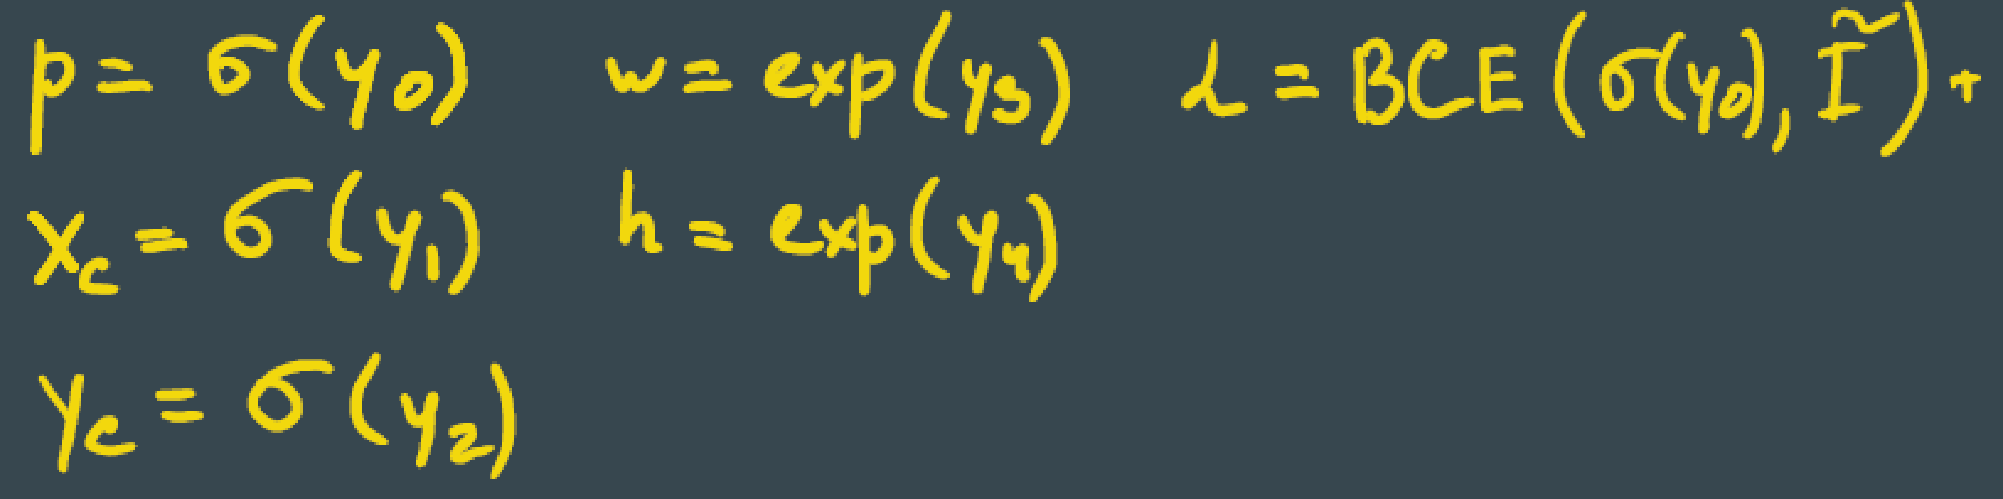 p = σ(y₀) w = exp(y₃) L = BCE(σ(y₀), Ĩ) +
x_c = σ(y₁) h = exp(y₄)
y_c = σ(y₂)